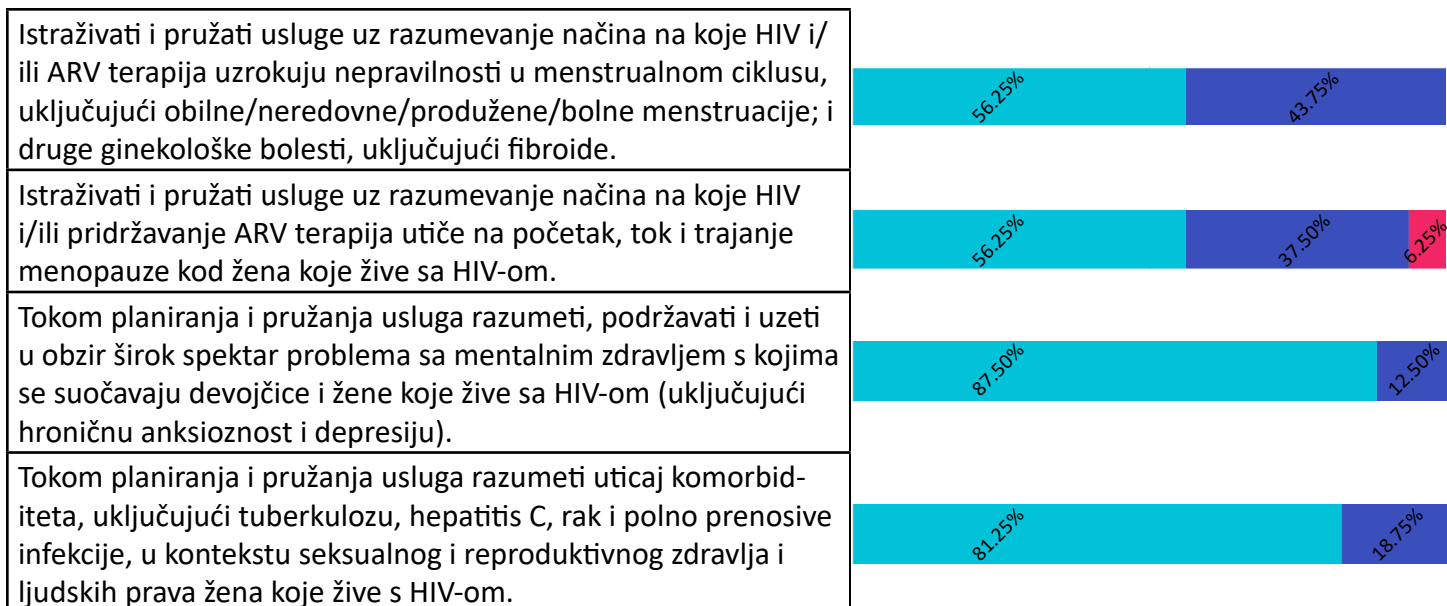 Istraživati i pružati usluge uz razumevanje načina na koje HIV i/
ili ARV terapija uzrokuju nepravilnosti u menstrualnom ciklusu,
uključujući obilne/neredovne/produžene/bolne menstruacije; i
druge ginekološke bolesti, uključujući fibroide.
56.25%
43.75%
Istraživati i pružati usluge uz razumevanje načina na koje HIV
i/ili pridržavanje ARV terapija utiče na početak, tok i trajanje
menopauze kod žena koje žive sa HIV-om.
56.25%
37.50%
6.25%
Tokom planiranja i pružanja usluga razumeti, podržavati i uzeti
u obzir širok spektar problema sa mentalnim zdravljem s kojima
se suočavaju devojčice i žene koje žive sa HIV-om (uključujući
hroničnu anksioznost i depresiju).
87.50%
12.50%
Tokom planiranja i pružanja usluga razumeti uticaj komorbid-
iteta, uključujući tuberkulozu, hepatitis C, rak i polno prenosive
infekcije, u kontekstu seksualnog i reproduktivnog zdravlja i
ljudskih prava žena koje žive s HIV-om.
81.25%
18.75%